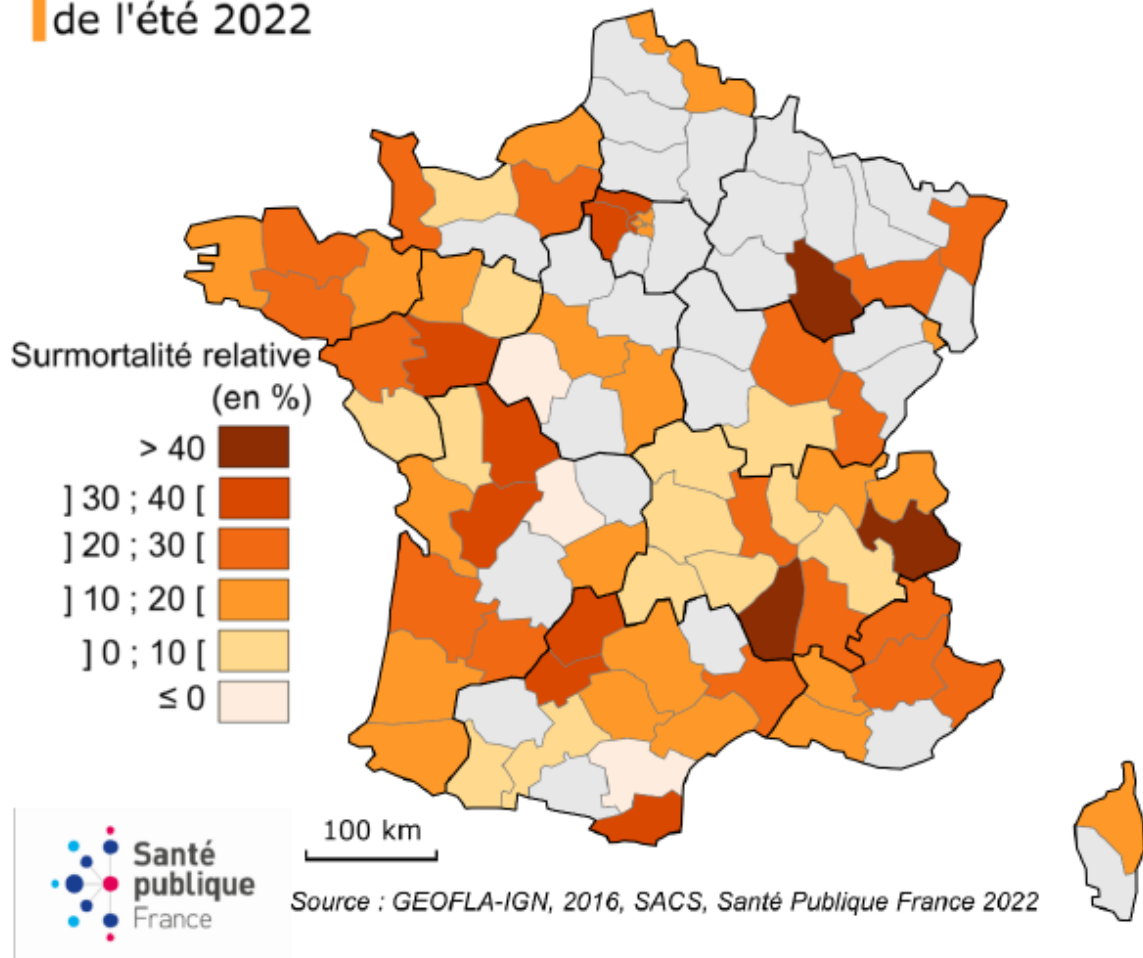 de l'été 2022
Surmortalité relative
(en %)
> 40
] 30 ; 40 [
] 20 ; 30 [
] 10 ; 20 [
] 0 ; 10 [
≤ 0
100 km
Santé
publique
France
Source : GEOFLA-IGN, 2016, SACS, Santé Publique France 2022